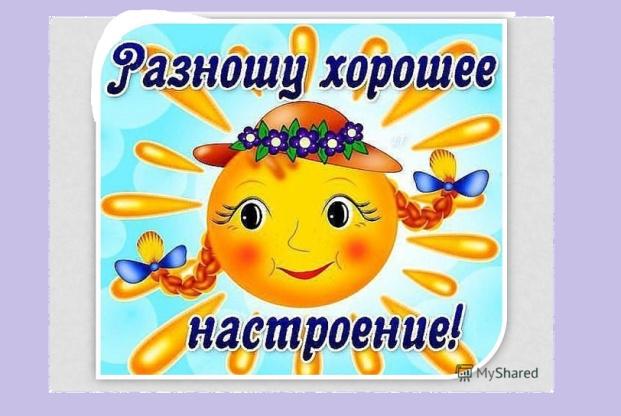 Разношу хорошее
настроение!
MyShared